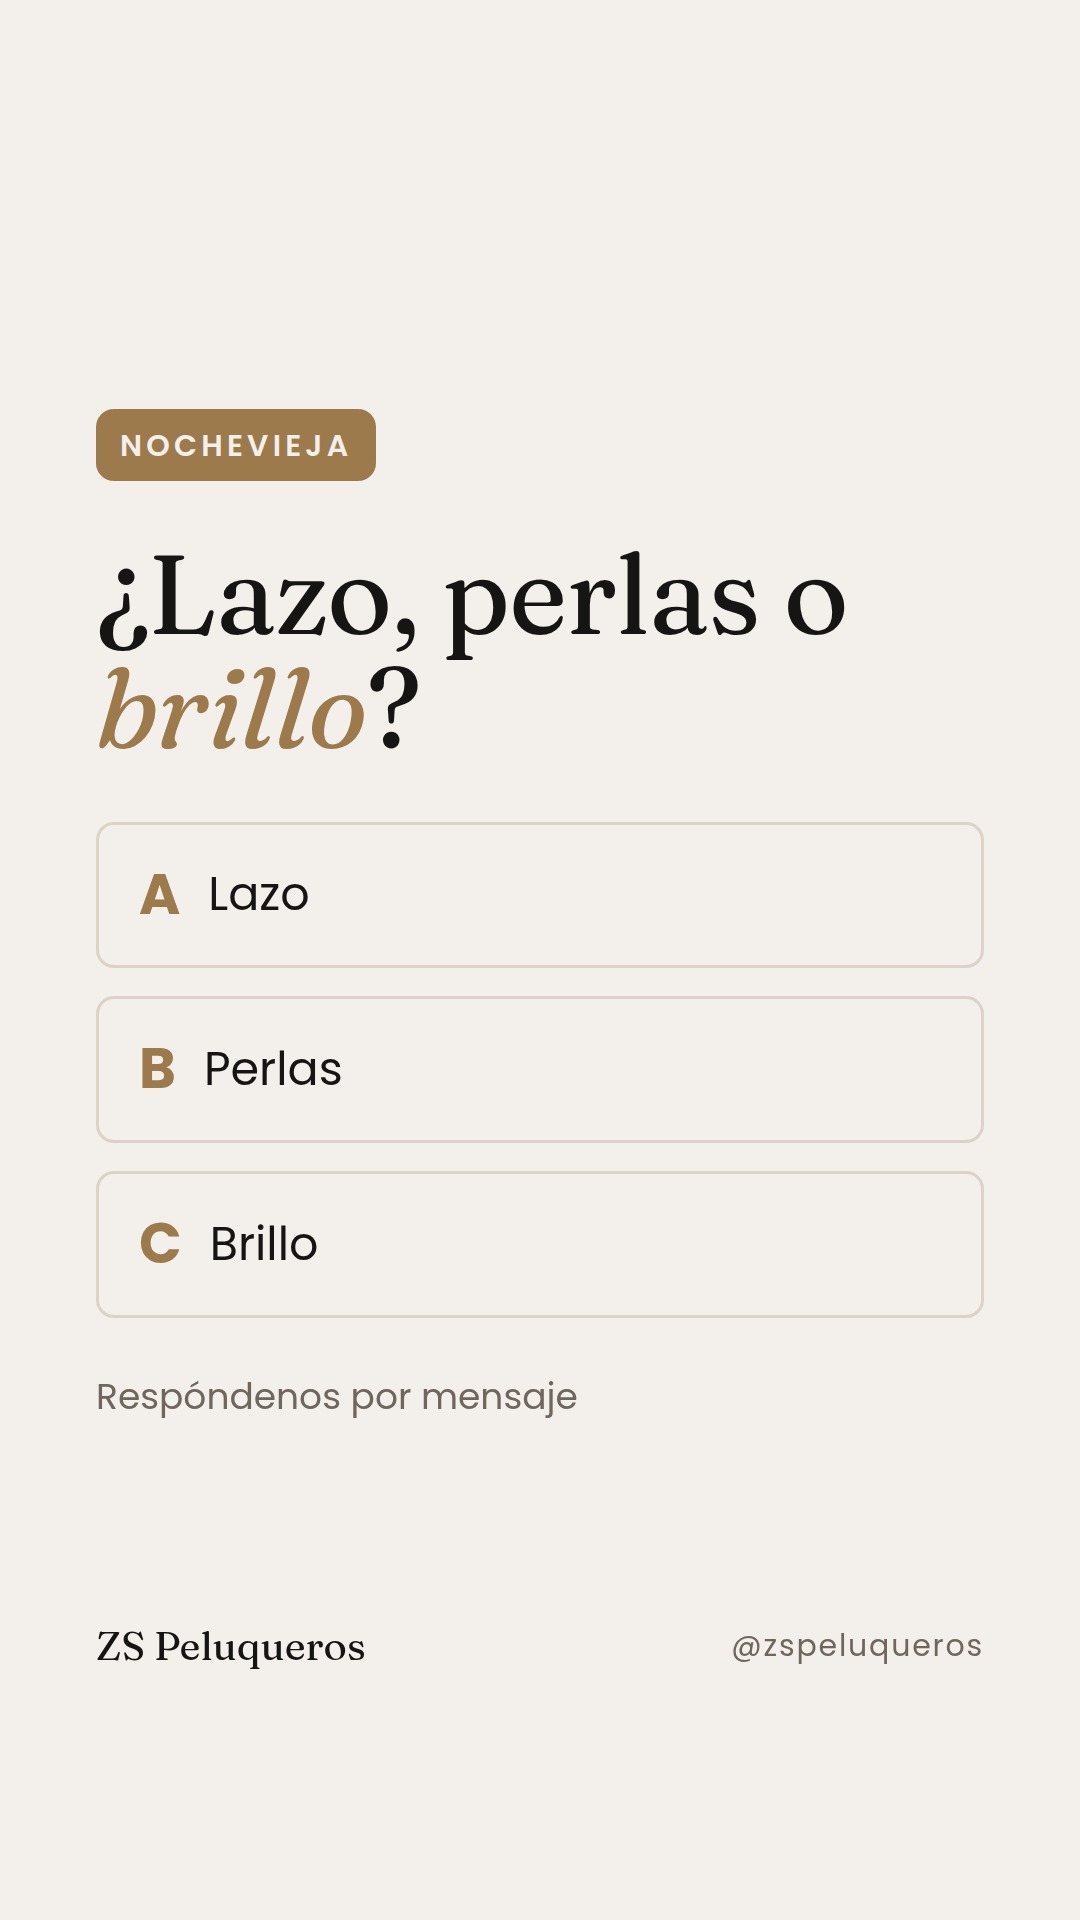 NOCHEVIEJA
¿Lazo, perlas o
brillo?
A Lazo
B Perlas
C Brillo
Respóndenos por mensaje
ZS Peluqueros @zspeluqueros